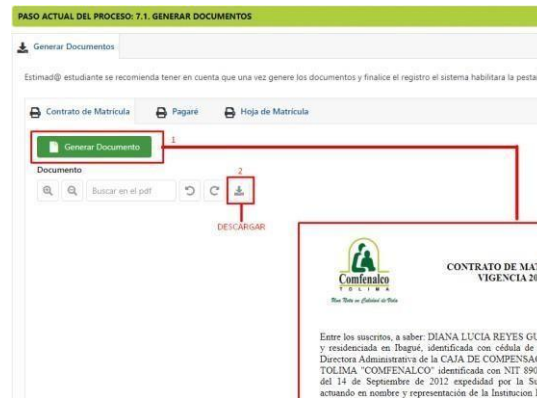 PASO ACTUAL DEL PROCESO: 7.1. GENERAR DOCUMENTOS
Generar Documentos
Estimad@ estudiante se recomienda tener en cuenta que una vez genere los documentos y finalice el registro el sistema habilitara la pesta
Contrato de Matrícula Pagaré Hoja de Matrícula
Generar Documento 1
Documento 2
Buscar en el pdf
DESCARGAR
Comfenalco
TOLIMA
CONTRATO DE MAT
VIGENCIA 20
Entre los suscritos, a saber: DIANA LUCIA REYES GU
y residenciada en Ibagué, identificada con cédula de
Directora Administrativa de la CAJA DE COMPENSA
TOLIMA "COMFENALCO" identificada con NIT 890
del 14 de Septiembre de 2012 expedidad por la Su
actuando en nombre y representación de la Institucion